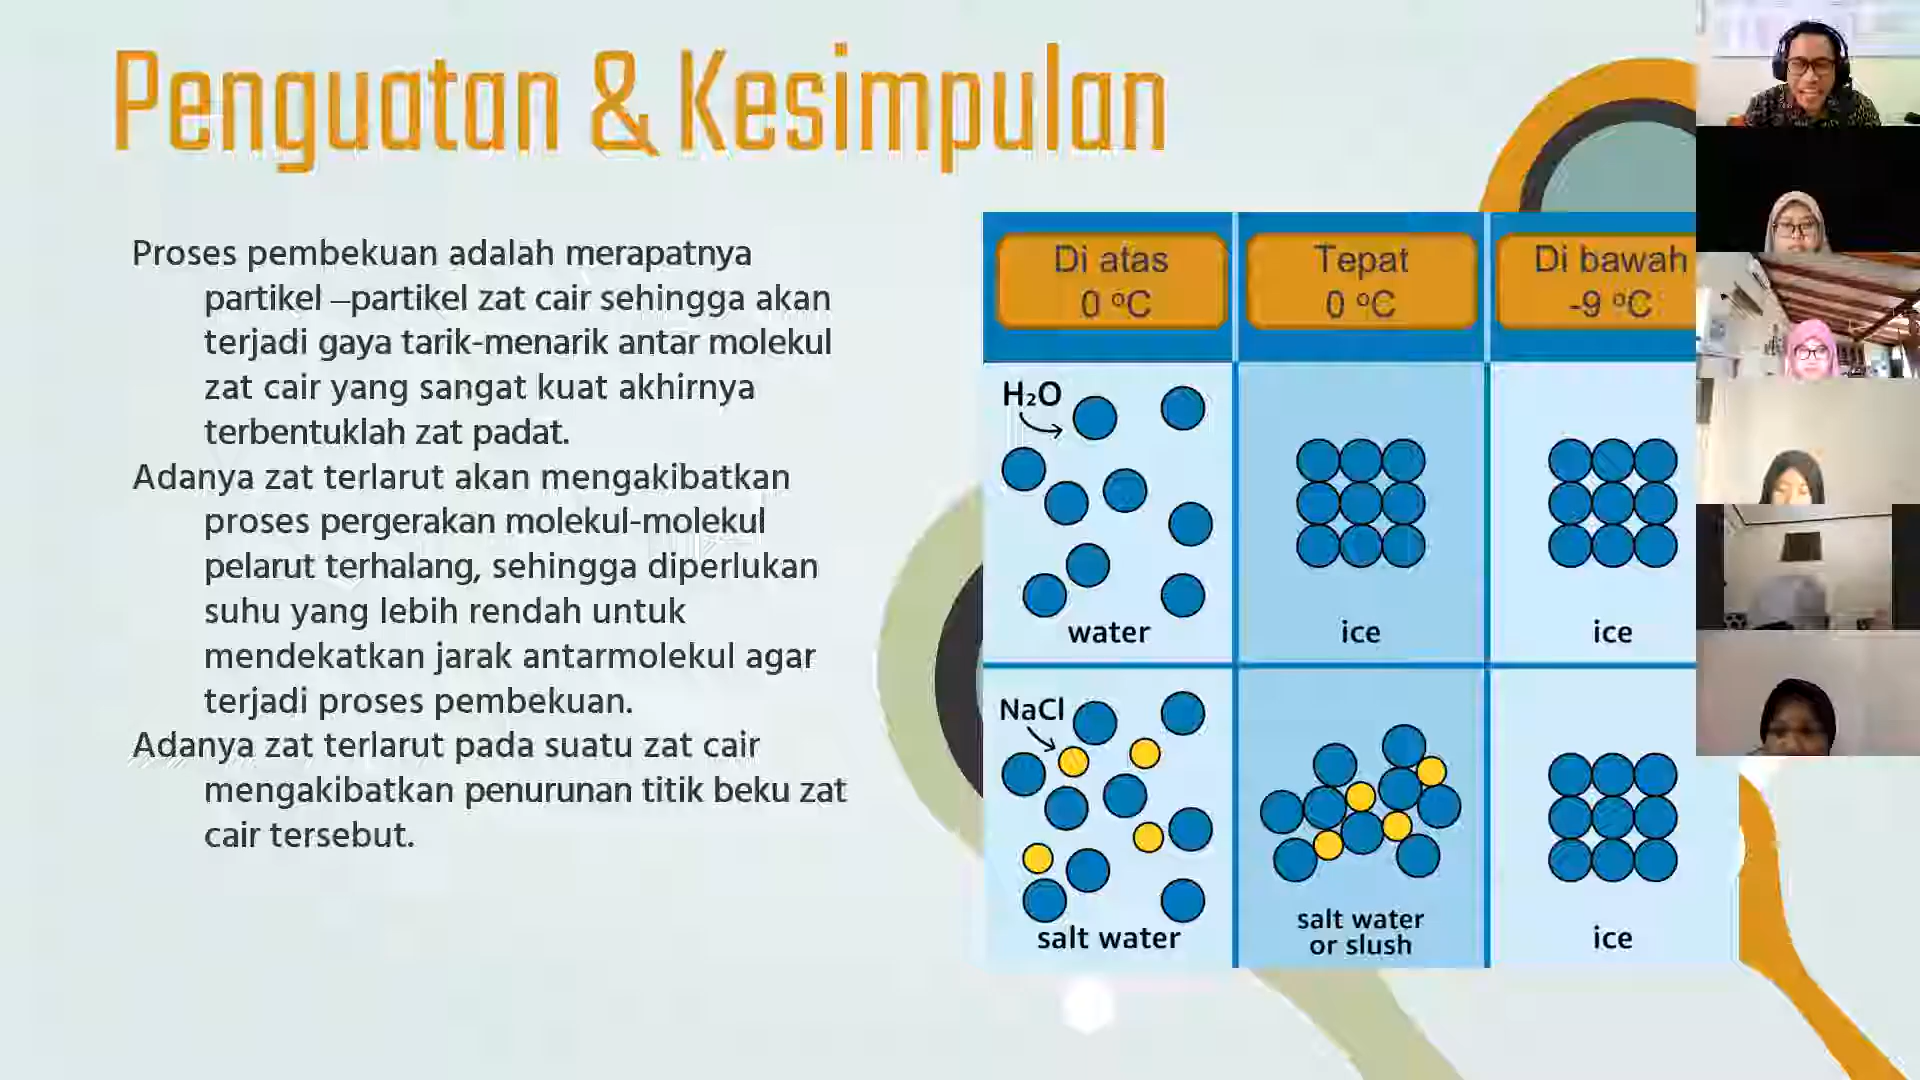 Penguatan & Kesimpulan
Proses pembekuan adalah merapatnya
partikel –partikel zat cair sehingga akan
terjadi gaya tarik-menarik antar molekul
zat cair yang sangat kuat akhirnya
terbentuklah zat padat.
Adanya zat terlarut akan mengakibatkan
proses pergerakan molekul-molekul
pelarut terhalang, sehingga diperlukan
suhu yang lebih rendah untuk
mendekatkan jarak antarmolekul agar
terjadi proses pembekuan.
Adanya zat terlarut pada suatu zat cair
mengakibatkan penurunan titik beku zat
cair tersebut.
Di atas
0 ºC
Tepat
0 ºC
Di bawah
-9 ºC
H₂O
water
ice
ice
NaCl
salt water
salt water
or slush
ice